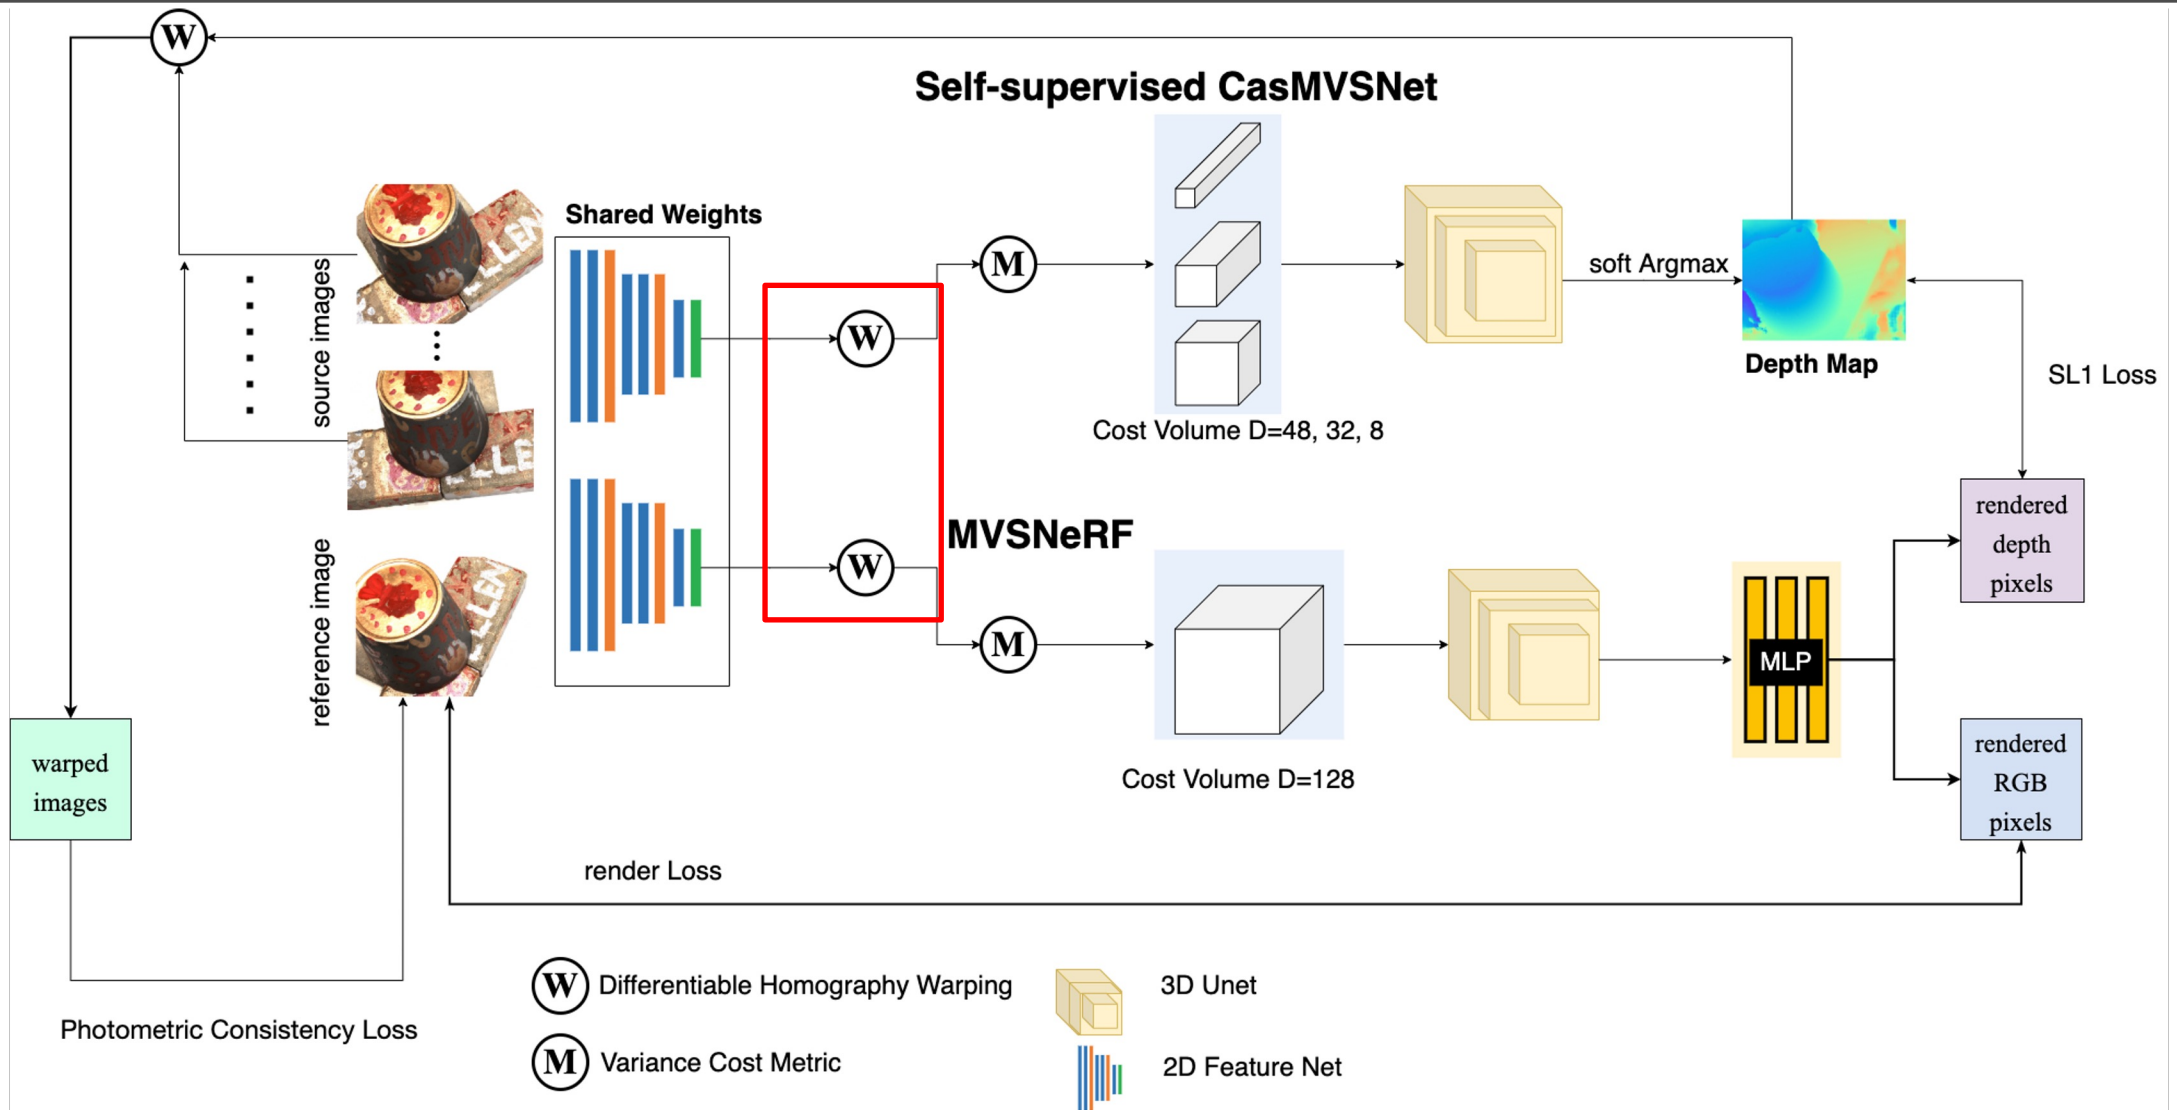 W
Self-supervised CasMVSNet
Shared Weights
source images
reference image
W
M
soft Argmax
Depth Map
SL1 Loss
Cost Volume D=48, 32, 8
W
MVSNeRF
M
Cost Volume D=128
MLP
rendered
depth
pixels
rendered
RGB
pixels
warped
images
render Loss
Photometric Consistency Loss
W Differentiable Homography Warping
3D Unet
M Variance Cost Metric
2D Feature Net